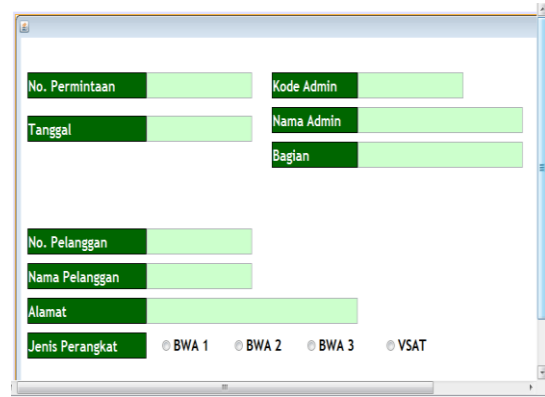 No. Permintaan
Kode Admin
Tanggal
Nama Admin
Bagian
No. Pelanggan
Nama Pelanggan
Alamat
Jenis Perangkat BWA 1 BWA 2 BWA 3 VSAT